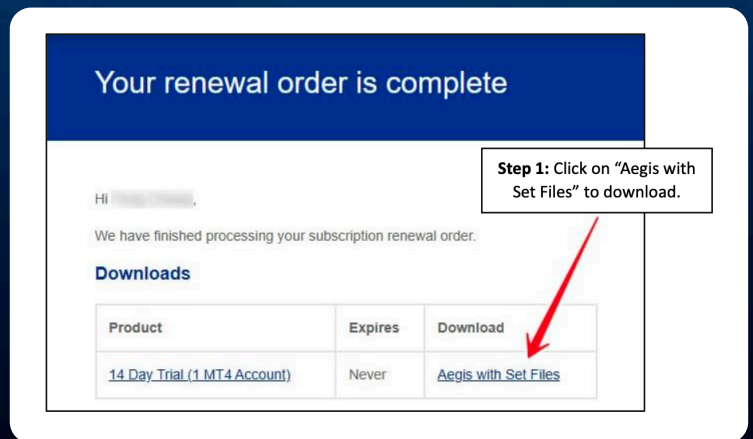 Your renewal order is complete
Step 1: Click on “Aegis with
Set Files” to download.
Hi ,
We have finished processing your subscription renewal order.
Downloads
Product Expires Download
14 Day Trial (1 MT4 Account) Never Aegis with Set Files